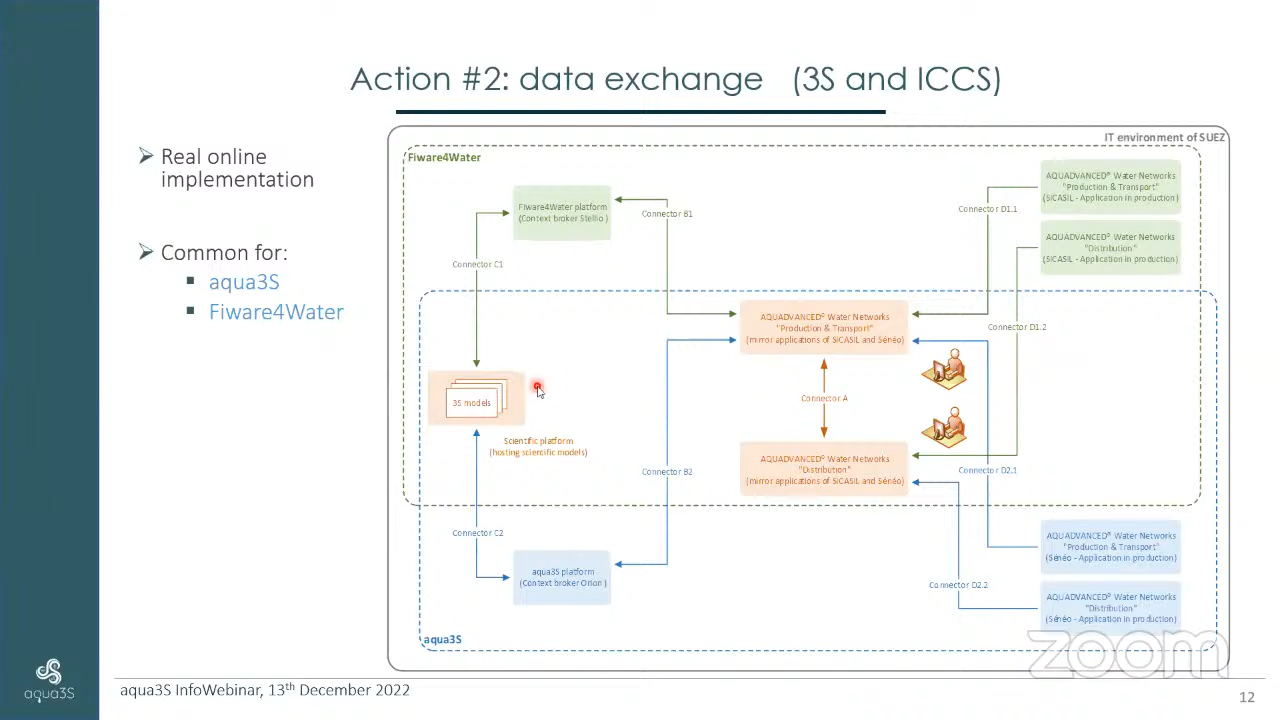 Action #2: data exchange (3S and ICCS)
➢ Real online
implementation
➢ Common for:
▪ aqua3S
▪ Fiware4Water
IT environment of SUEZ
Fiware4Water
Fiware4Water platform
(Context broker Stellio )
Connector B1
Connector C1
AQUADVANCED® Water Networks
"Production & Transport"
(SICASIL - Application in production)
Connector D1.1
AQUADVANCED® Water Networks
"Distribution"
(SICASIL - Application in production)
AQUADVANCED® Water Networks
"Production & Transport"
(mirror applications of SICASIL and Sénéo)
Connector D1.2
3S models
Connector A
Scientific platform
(hosting scientific models)
AQUADVANCED® Water Networks
"Distribution"
(mirror applications of SICASIL and Sénéo)
Connector B2
Connector D2.1
Connector C2
aqua3S platform
(Context broker Orion )
AQUADVANCED® Water Networks
"Production & Transport"
(Sénéo - Application in production)
Connector D2.2
AQUADVANCED® Water Networks
"Distribution"
(Sénéo - Application in production)
aqua3S
zoom
aqua3S
aqua3S InfoWebinar, 13th December 2022
12